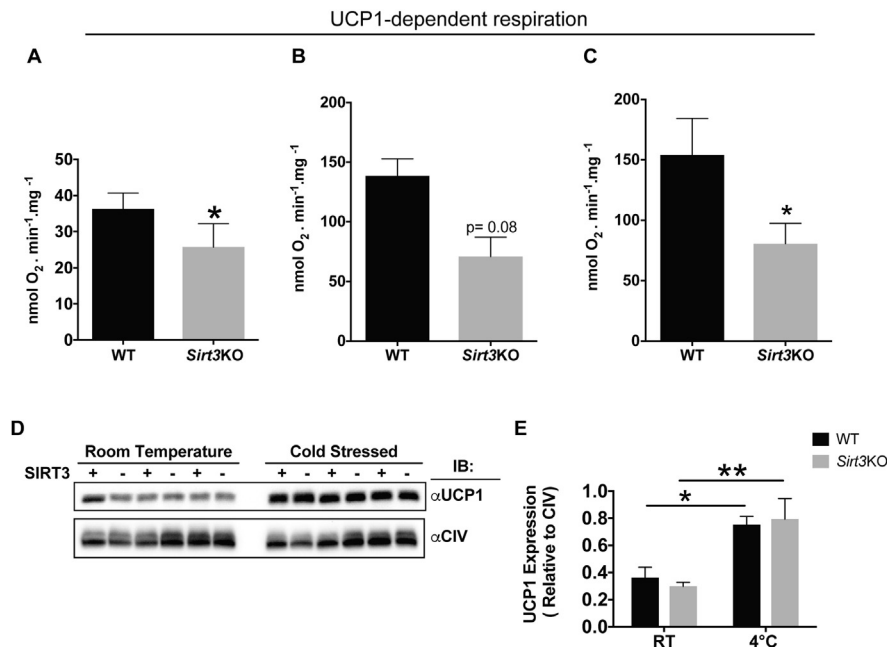 UCP1-dependent respiration
A
nmol O₂ . min⁻¹.mg ⁻¹
50
40
30
20
10
0
*
WT
Sirt3KO
B
nmol O₂ . min⁻¹.mg ⁻¹
200
150
100
50
0
p= 0.08
WT
Sirt3KO
C
nmol O₂ . min⁻¹.mg ⁻¹
200
150
100
50
0
*
WT
Sirt3KO
D
Room Temperature
Cold Stressed
SIRT3
+ - + - + -
+ - + - + -
IB:
αUCP1
αCIV
E
WT
Sirt3KO
UCP1 Expression
( Relative to CIV)
1.0
0.8
0.6
0.4
0.2
0.0
*
**
RT
4°C